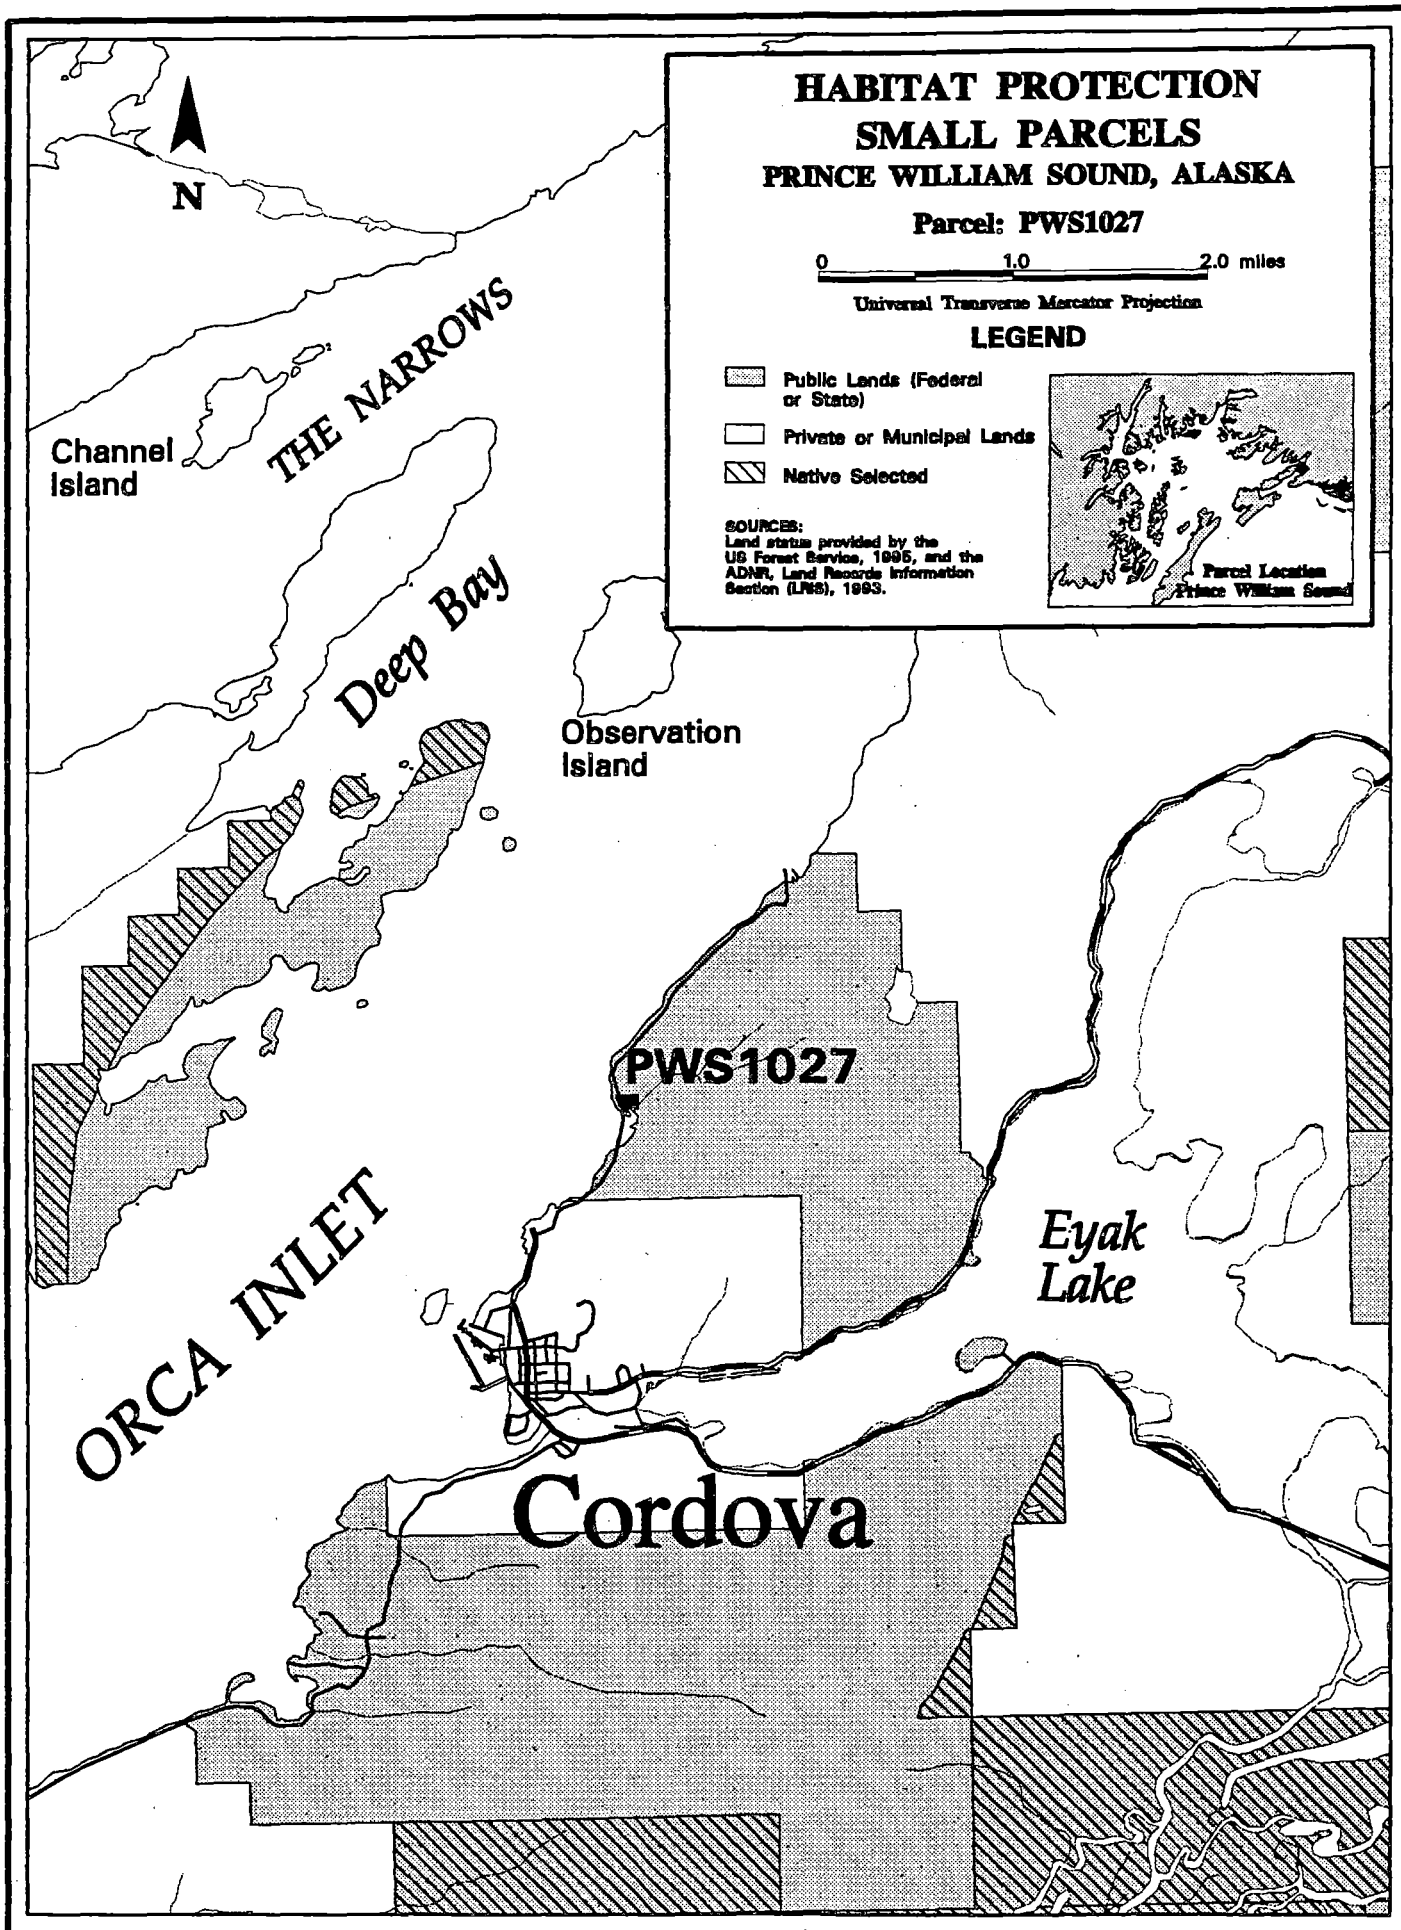 HABITAT PROTECTION
SMALL PARCELS
PRINCE WILLIAM SOUND, ALASKA
Parcel: PWS1027
0 1.0 2.0 miles
Universal Transverse Mercator Projection
LEGEND
Public Lands (Federal
or State)
Private or Municipal Lands
Native Selected
SOURCES:
Land status provided by the
US Forest Service, 1995, and the
ADNR, Land Records Information
Section (LRIS), 1993.
Parcel Location
Prince William Sound
N
THE NARROWS
Channel
Island
Deep Bay
Observation
Island
PWS1027
ORCA INLET
Eyak
Lake
Cordova